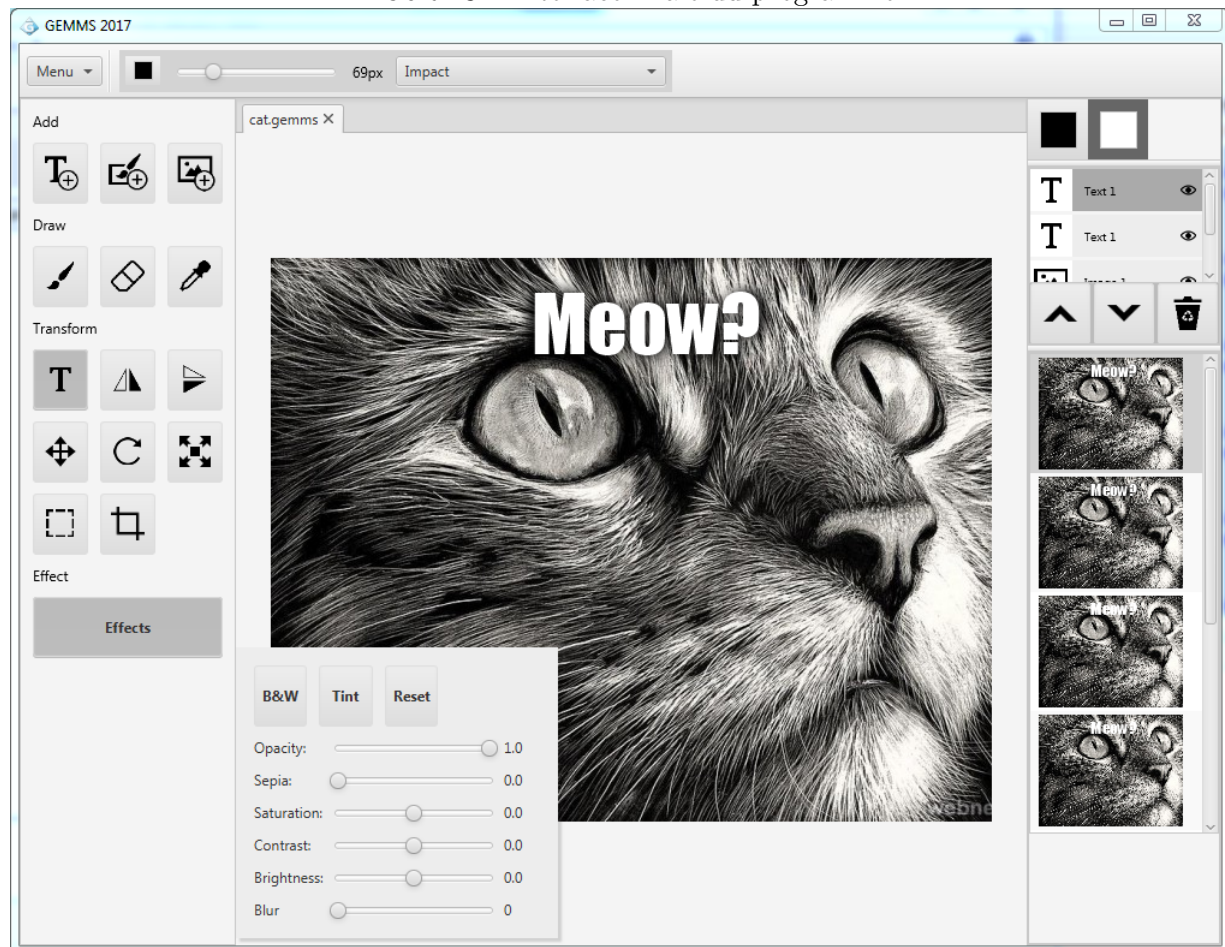 GEMMS 2017
Menu
69px
Impact
Add
cat.gemms
Draw
Transform
Effect
Effects
Meow?
B&W
Tint
Reset
Opacity: 1.0
Sepia: 0.0
Saturation: 0.0
Contrast: 0.0
Brightness: 0.0
Blur 0
Text 1
Text 1
Meow?
Meow?
Meow?
Meow?